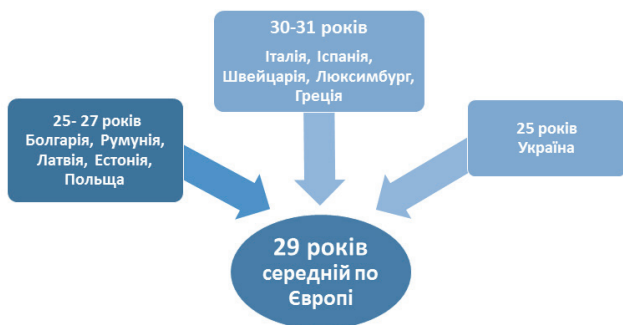 30-31 років
Італія, Іспанія,
Швейцарія, Люксимбург,
Греція
25- 27 років
Болгарія, Румунія,
Латвія, Естонія,
Польща
25 років
Україна
29 років
середній по
Європі